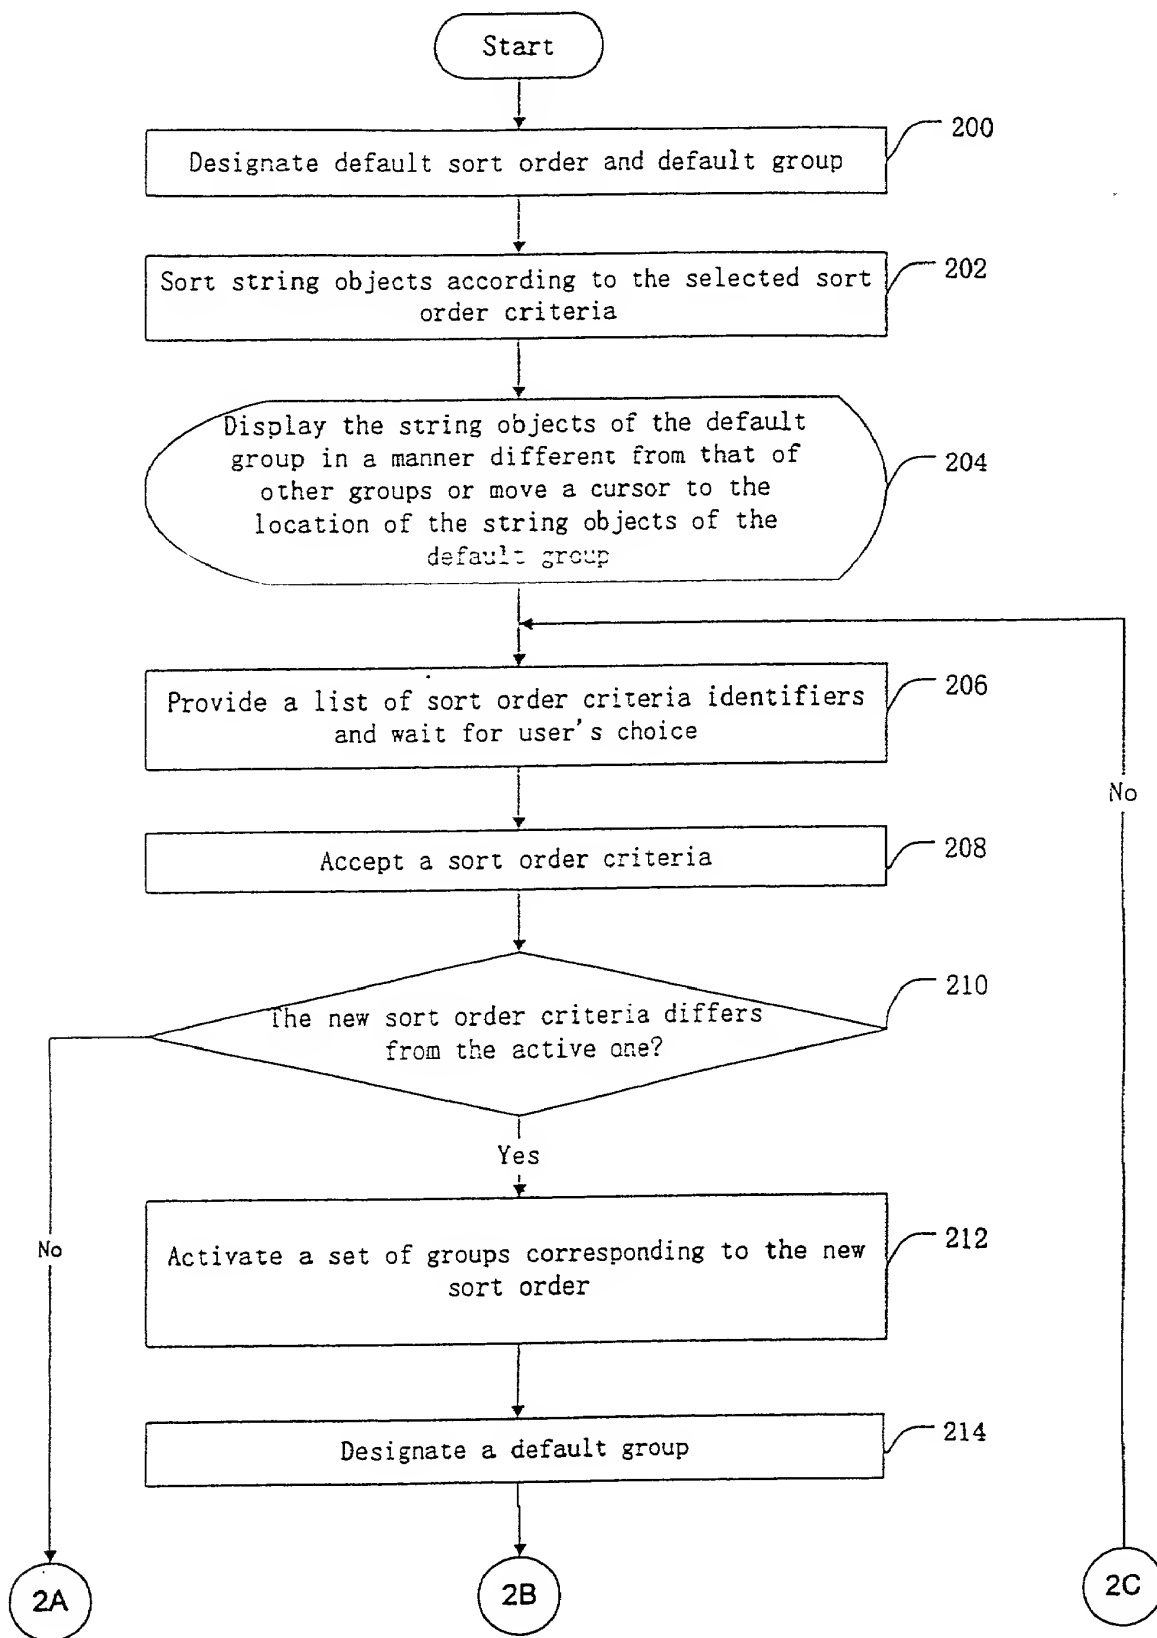 Start
Designate default sort order and default group
200
Sort string objects according to the selected sort
order criteria
202
Display the string objects of the default
group in a manner different from that of
other groups or move a cursor to the
location of the string objects of the
default group
204
Provide a list of sort order criteria identifiers
and wait for user's choice
206
No
Accept a sort order criteria
208
The new sort order criteria differs
from the active one?
210
Yes
No
Activate a set of groups corresponding to the new
sort order
212
Designate a default group
214
2A
2B
2C